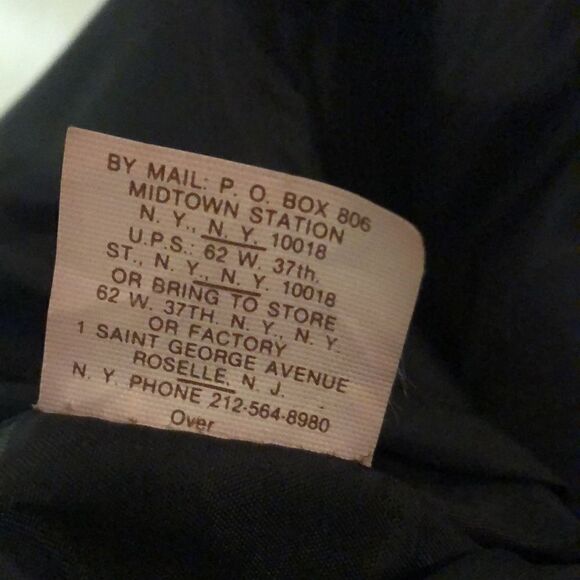 BY MAIL: P. O. BOX 806
MIDTOWN STATION
N. Y., N. Y. 10018
U.P.S.: 62 W. 37th.
ST., N. Y., N. Y. 10018
OR BRING TO STORE
62 W. 37TH. N. Y., N. Y.
OR FACTORY
1 SAINT GEORGE AVENUE
ROSELLE, N. J.
N. Y. PHONE 212-564-8980
Over